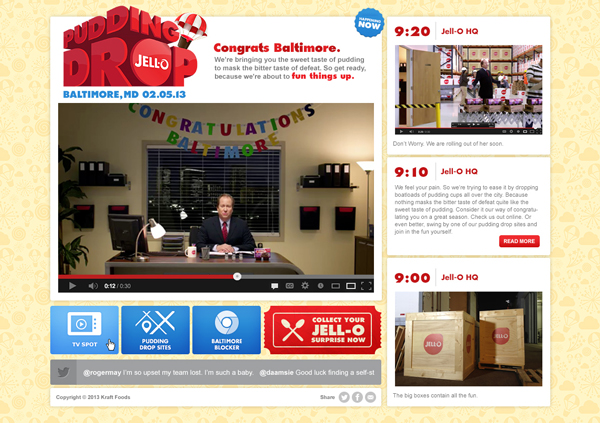 PUDDING
DROP
JELL-O
BALTIMORE, MD 02.05.13
HAPPENING
NOW
Congrats Baltimore.
We're bringing you the sweet taste of pudding
to mask the bitter taste of defeat. So get ready,
because we're about to fun things up.
CONGRATULATIONS
BALTIMORE
0:12 / 0:30
TV SPOT
PUDDING
DROP SITES
BALTIMORE
BLOCKER
COLLECT YOUR
JELL-O
SURPRISE NOW
@rogermay I'm so upset my team lost. I'm such a baby. @daamsie Good luck finding a self-st
Copyright © 2013 Kraft Foods
Share
9:20 Jell-O HQ
Don't Worry. We are rolling out of her soon.
9:10 Jell-O HQ
We feel your pain. So we're trying to ease it by dropping
boatloads of pudding cups all over the city. Because
nothing masks the bitter taste of defeat quite like the
sweet taste of pudding. Consider it our way of congratu-
lating you on a great season. Check us out online. Or
even better, swing by one of our pudding drop sites and
join in the fun yourself.
READ MORE
9:00 Jell-O HQ
JELL-O
JELL-O
The big boxes contain all the fun.